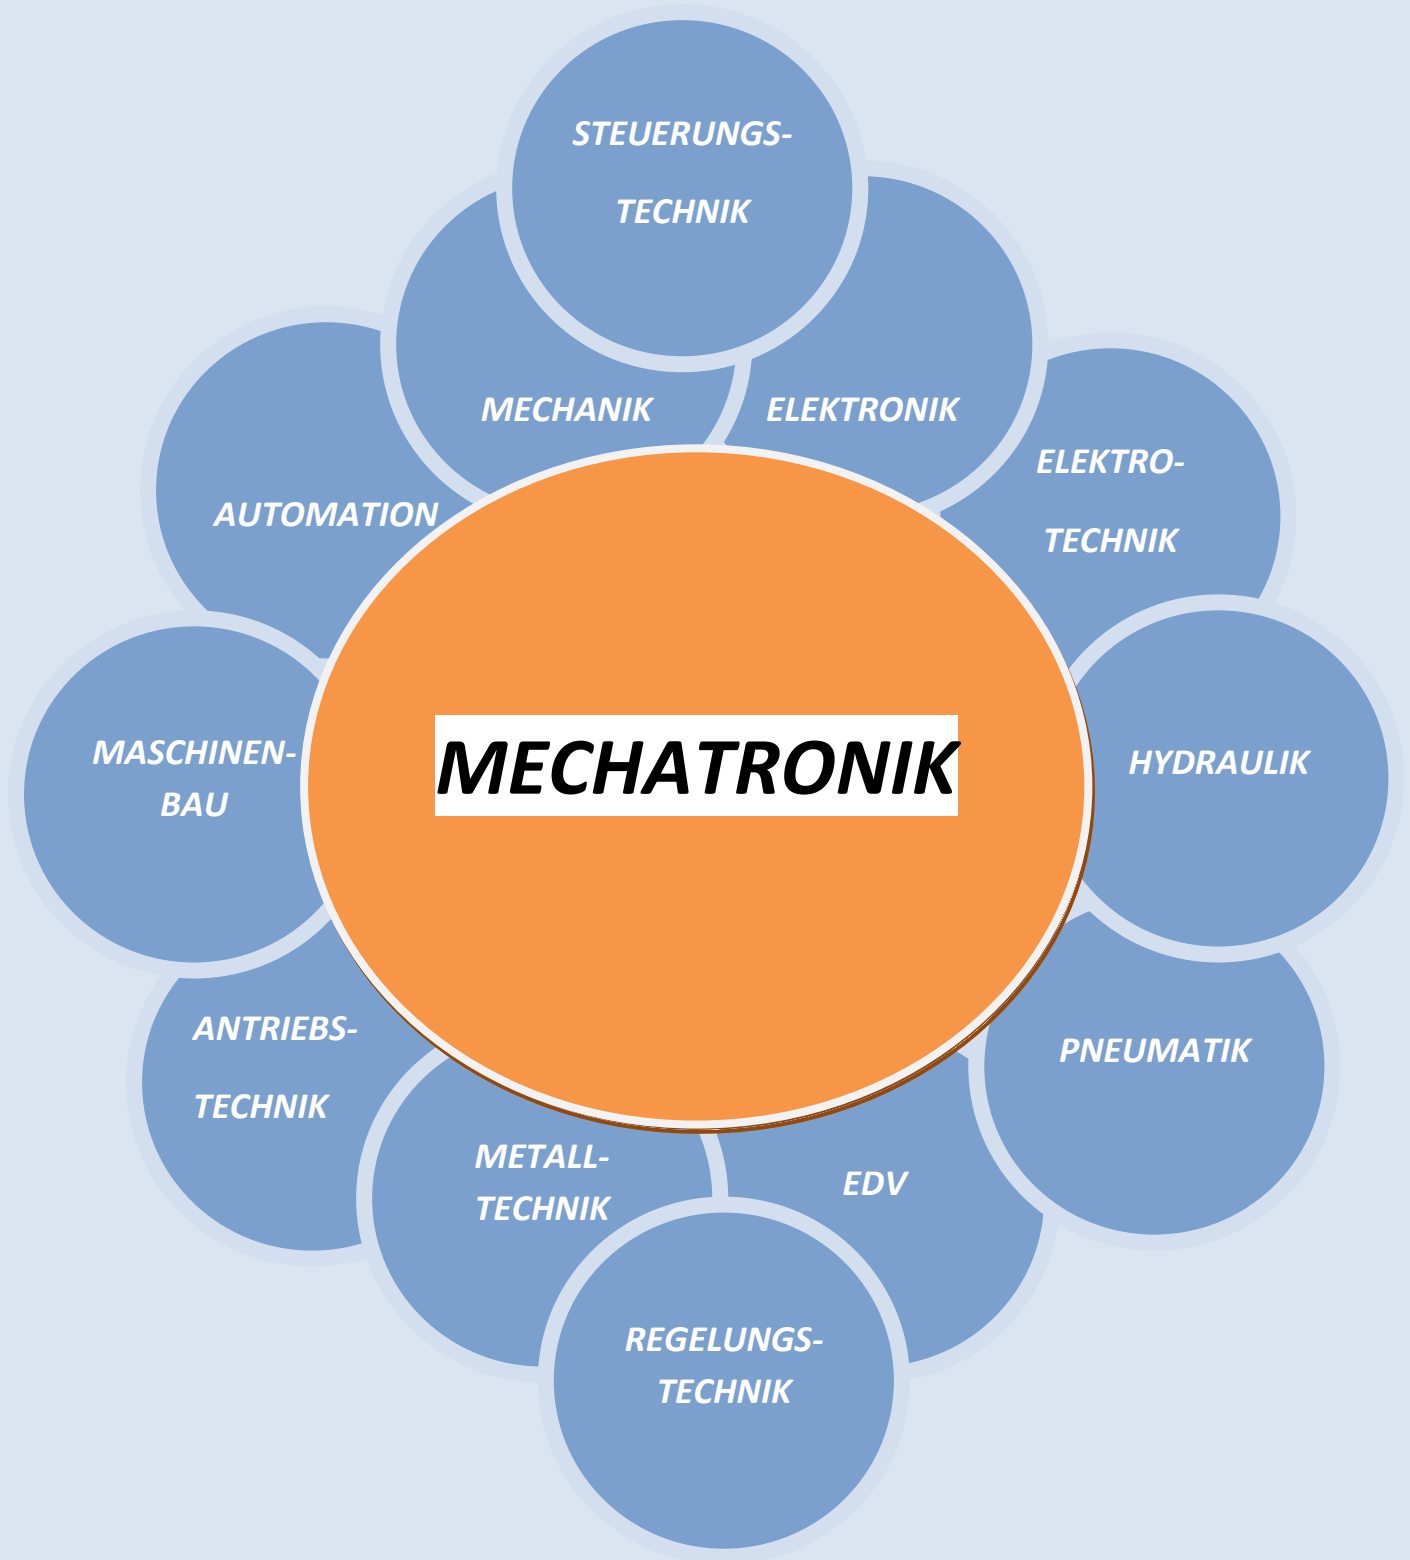 STEUERUNGS-
TECHNIK
MECHANIK
ELEKTRONIK
ELEKTRO-
TECHNIK
AUTOMATION
MASCHINEN-
BAU
MECHATRONIK
HYDRAULIK
ANTRIEBS-
TECHNIK
PNEUMATIK
METALL-
TECHNIK
EDV
REGELUNGS-
TECHNIK